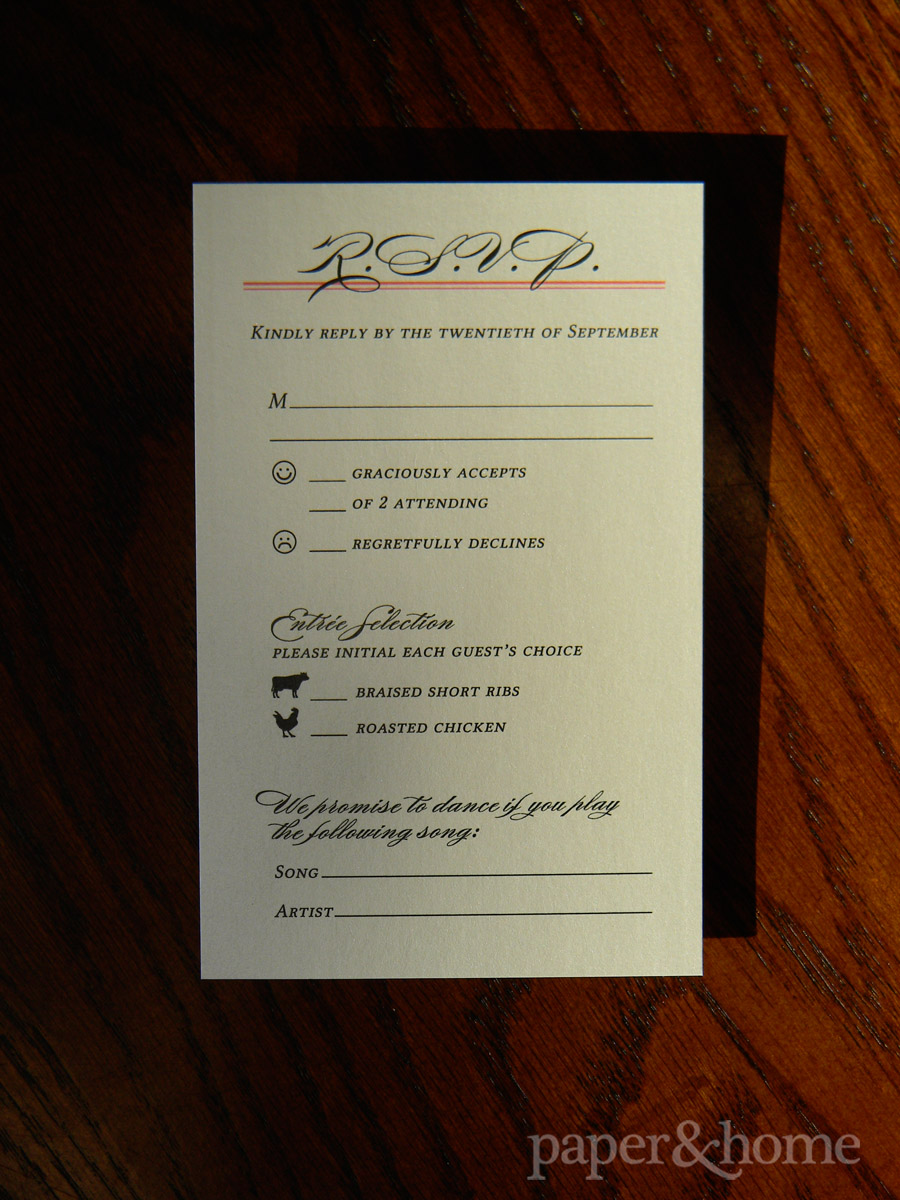 R.S.V.P.
Kindly reply by the twentieth of September
M
graciously accepts
of 2 attending
regretfully declines
Entrée Selection
please initial each guest's choice
braised short ribs
roasted chicken
We promise to dance if you play
the following song:
Song
Artist
paper&home